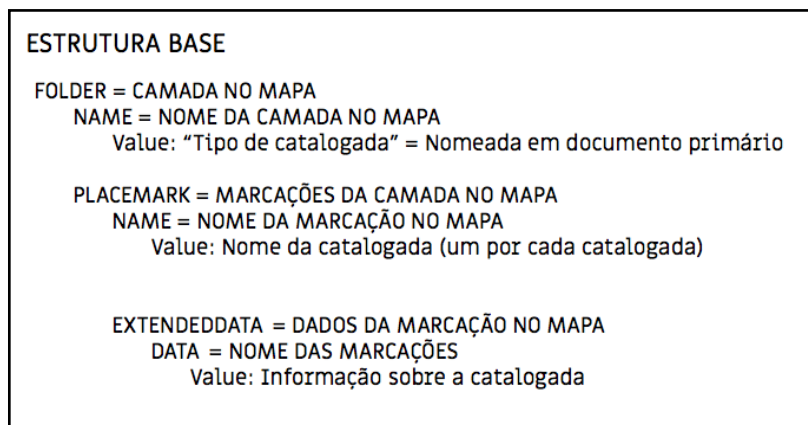 ESTRUTURA BASE
FOLDER = CAMADA NO MAPA
NAME = NOME DA CAMADA NO MAPA
Value: “Tipo de catalogada” = Nomeada em documento primário
PLACEMARK = MARCAÇÕES DA CAMADA NO MAPA
NAME = NOME DA MARCAÇÃO NO MAPA
Value: Nome da catalogada (um por cada catalogada)
EXTENDEDDATA = DADOS DA MARCAÇÃO NO MAPA
DATA = NOME DAS MARCAÇÕES
Value: Informação sobre a catalogada